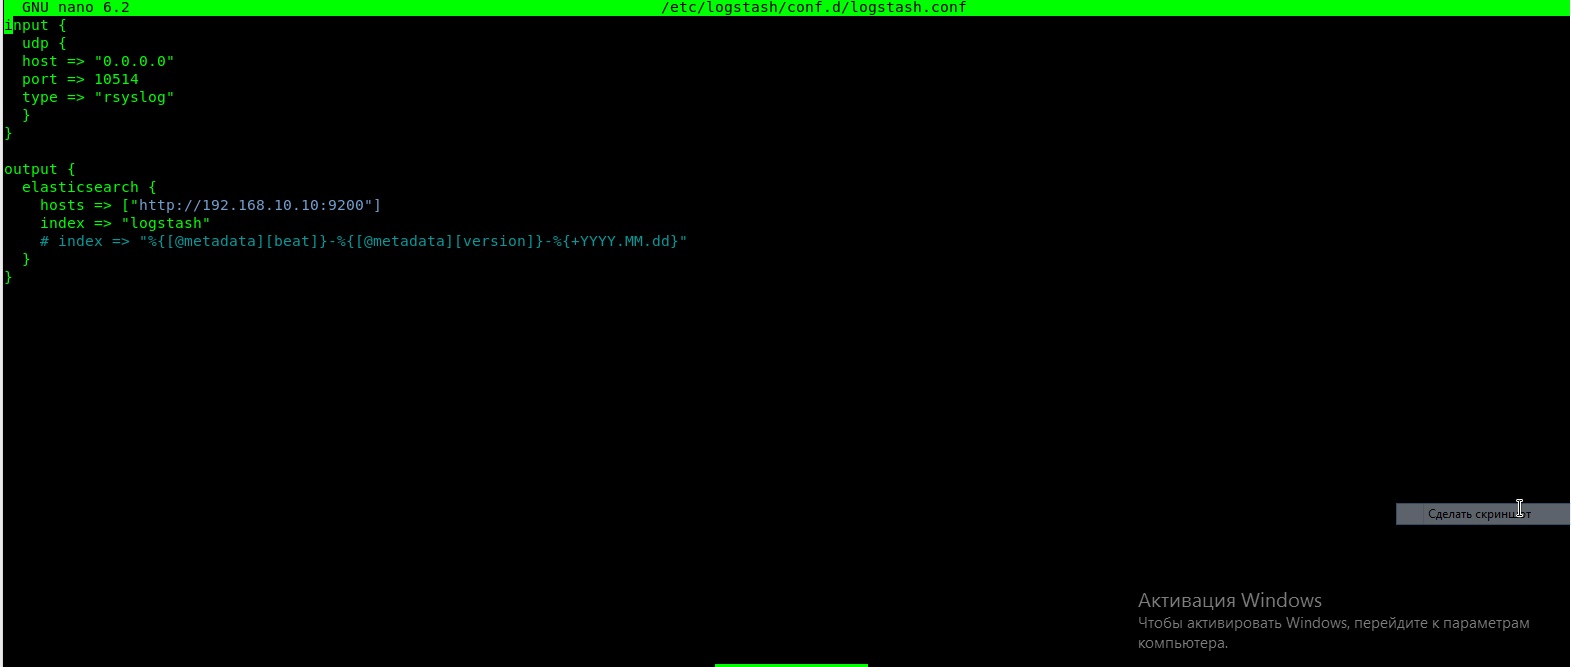 GNU nano 6.2 /etc/logstash/conf.d/logstash.conf
input {
  udp {
  host => "0.0.0.0"
  port => 10514
  type => "rsyslog"
  }
}
output {
  elasticsearch {
    hosts => ["http://192.168.10.10:9200"]
    index => "logstash"
    # index => "%{[@metadata][beat]}-%{[@metadata][version]}-%{+YYYY.MM.dd}"
  }
}
Сделать скриншот
Активация Windows
Чтобы активировать Windows, перейдите к параметрам
компьютера.